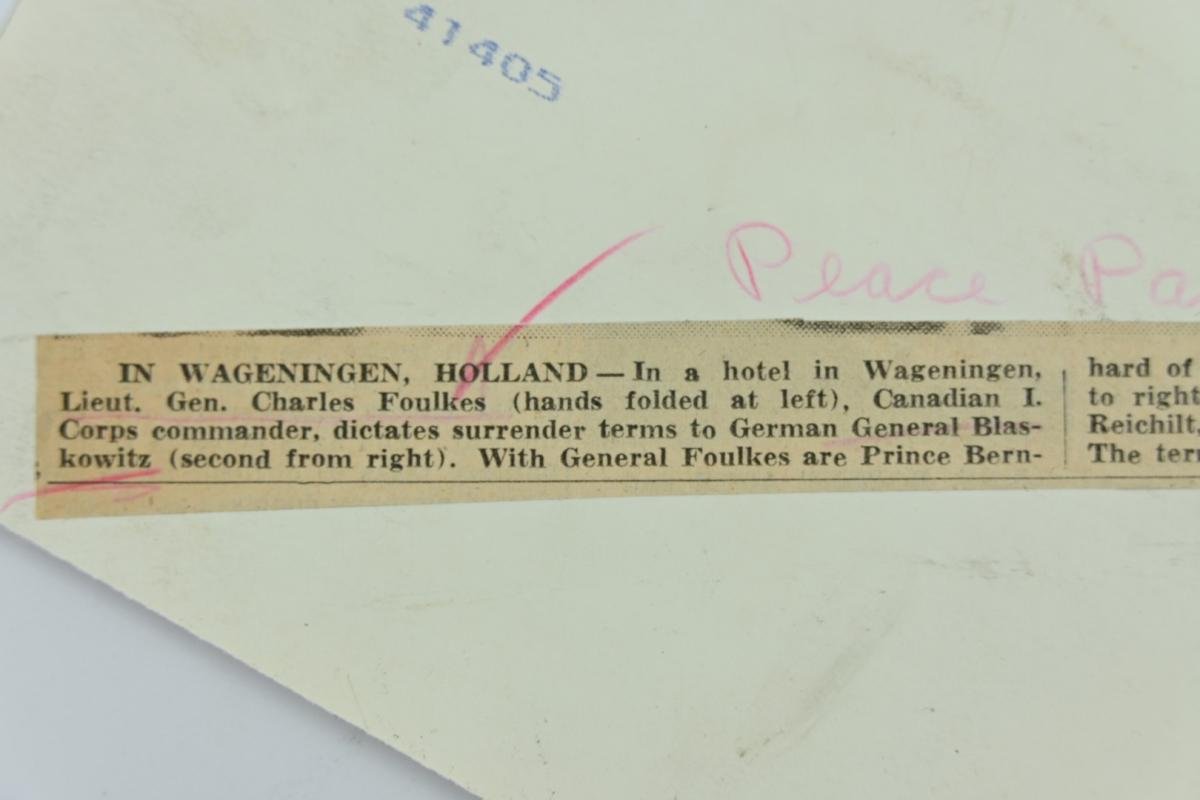 41405
Peace Pa
IN WAGENINGEN, HOLLAND — In a hotel in Wageningen,
Lieut. Gen. Charles Foulkes (hands folded at left), Canadian I.
Corps commander, dictates surrender terms to German General Blas-
kowitz (second from right). With General Foulkes are Prince Bern-
hard of
to right
Reichilt,
The ter